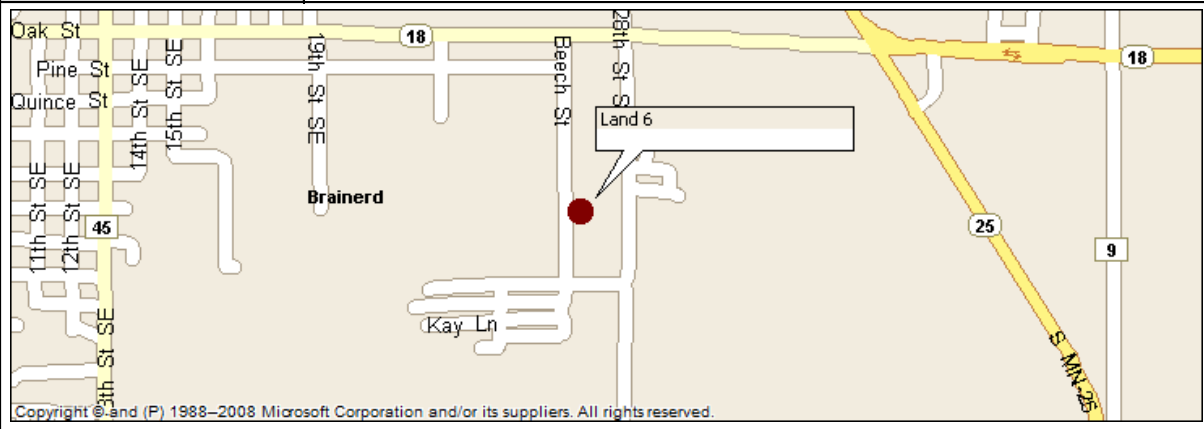 Oak St
18
Pine St
Quince St
14th St SE
15th St SE
19th St SE
Beech St
28th St S
18
Land 6
Brainerd
11th St SE
12th St SE
45
25
9
Kay Ln
3th St SE
S MN-25
Copyright © and (P) 1988–2008 Microsoft Corporation and/or its suppliers. All rights reserved.